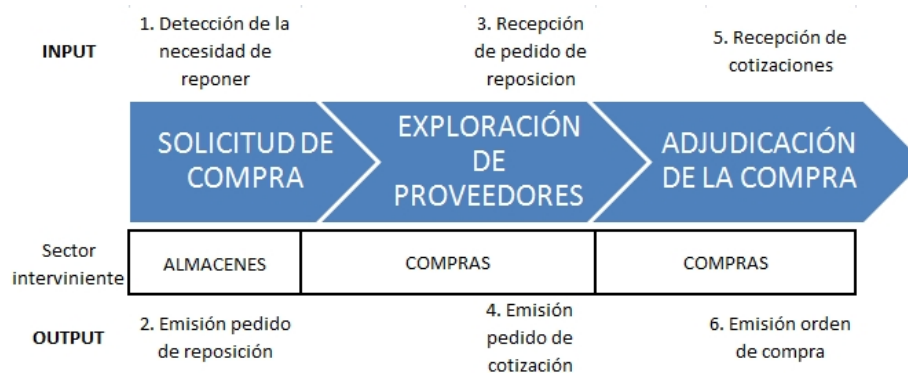 INPUT
1. Detección de la
necesidad de
reponer
3. Recepción
de pedido de
reposicion
5. Recepción de
cotizaciones
SOLICITUD DE
COMPRA
EXPLORACIÓN
DE
PROVEEDORES
ADJUDICACIÓN
DE LA COMPRA
Sector
interviniente
ALMACENES
COMPRAS
COMPRAS
OUTPUT
2. Emisión pedido
de reposición
4. Emisión
pedido de
cotización
6. Emisión orden
de compra